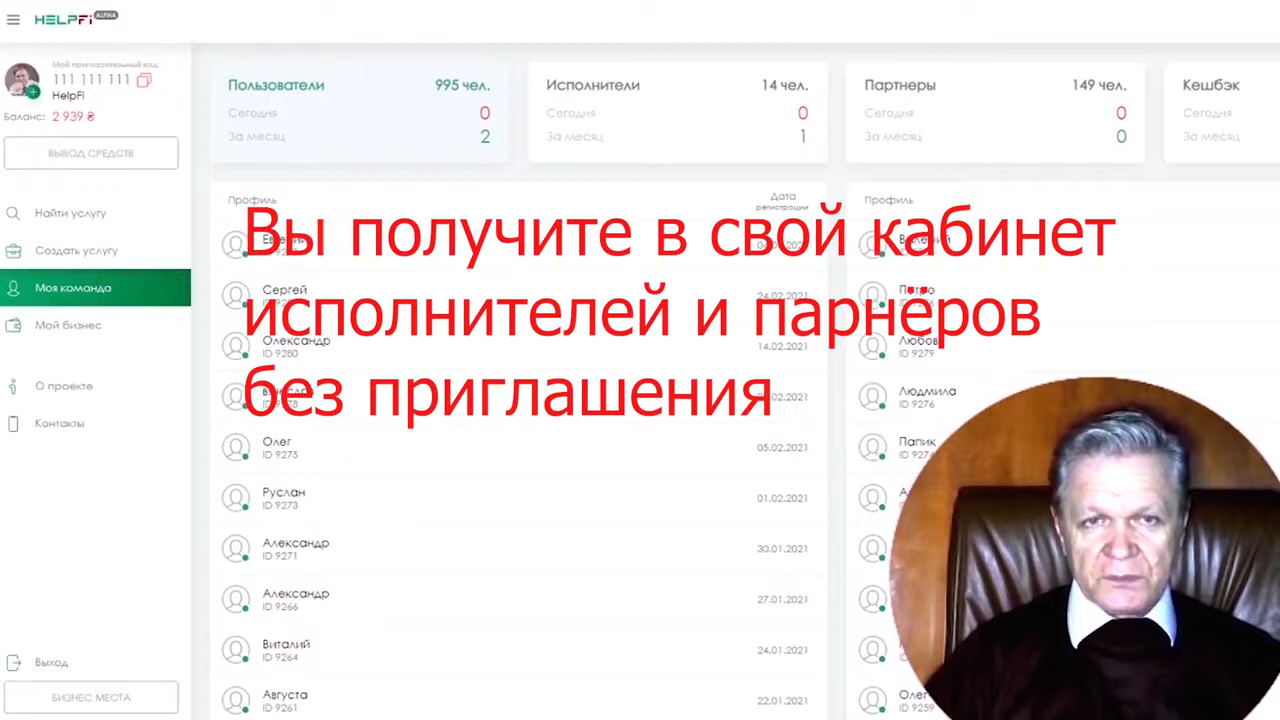 HELPFI ALPHA
Мой пригласительный код
111 111 111
HelpFi
Баланс: 2 939 ₴
ВЫВОД СРЕДСТВ
Найти услугу
Создать услугу
Моя команда
Мой бизнес
О проекте
Контакты
Выход
БИЗНЕС МЕСТА
Пользователи 995 чел.
Сегодня 0
За месяц 2
Исполнители 14 чел.
Сегодня 0
За месяц 1
Партнеры 149 чел.
Сегодня 0
За месяц 0
Кешбэк
Сегодня
За месяц
Вы получите в свой кабинет
исполнителей и парнёров
без приглашения
Профиль Дата
регистрации
Сергей
24.02.2021
Олександр 14.02.2021
ID 9280
Олег 05.02.2021
ID 9275
Руслан 01.02.2021
ID 9273
Александр 30.01.2021
ID 9271
Александр 27.01.2021
ID 9266
Виталий 24.01.2021
ID 9264
Августа 22.01.2021
ID 9261
Профиль
Любов
ID 9279
Людмила
ID 9276
Папик
Олег
ID 9259